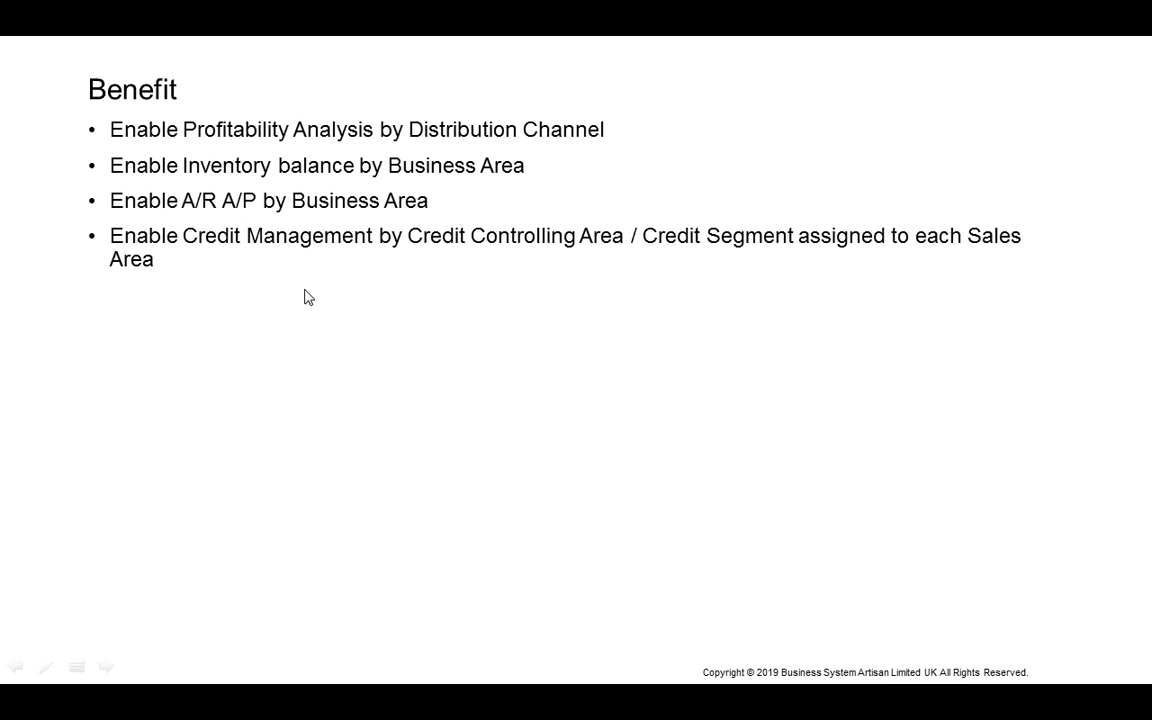 Benefit
• Enable Profitability Analysis by Distribution Channel
• Enable Inventory balance by Business Area
• Enable A/R A/P by Business Area
• Enable Credit Management by Credit Controlling Area / Credit Segment assigned to each Sales
Area
Copyright © 2019 Business System Artisan Limited UK All Rights Reserved.